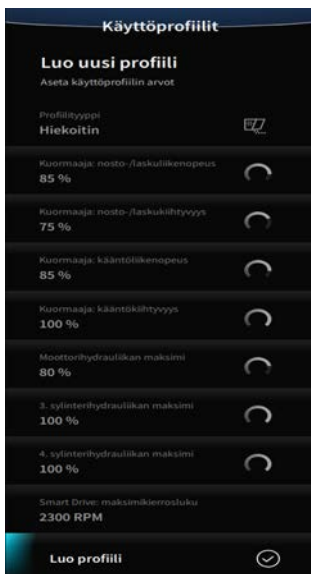 Käyttöprofiilit
Luo uusi profiili
Aseta käyttöprofiilin arvot
Profiilityyppi
Hiekoitin
Kuormaaja: nosto-/laskuliikenopeus
85 %
Kuormaaja: nosto-/laskukiihtyvyys
75 %
Kuormaaja: kääntöliikenopeus
85 %
Kuormaaja: kääntökiihtyvyys
100 %
Moottorihydrauliikan maksimi
80 %
3. sylinterihydrauliikan maksimi
100 %
4. sylinterihydrauliikan maksimi
100 %
Smart Drive: maksimikierrosluku
2300 RPM
Luo profiili